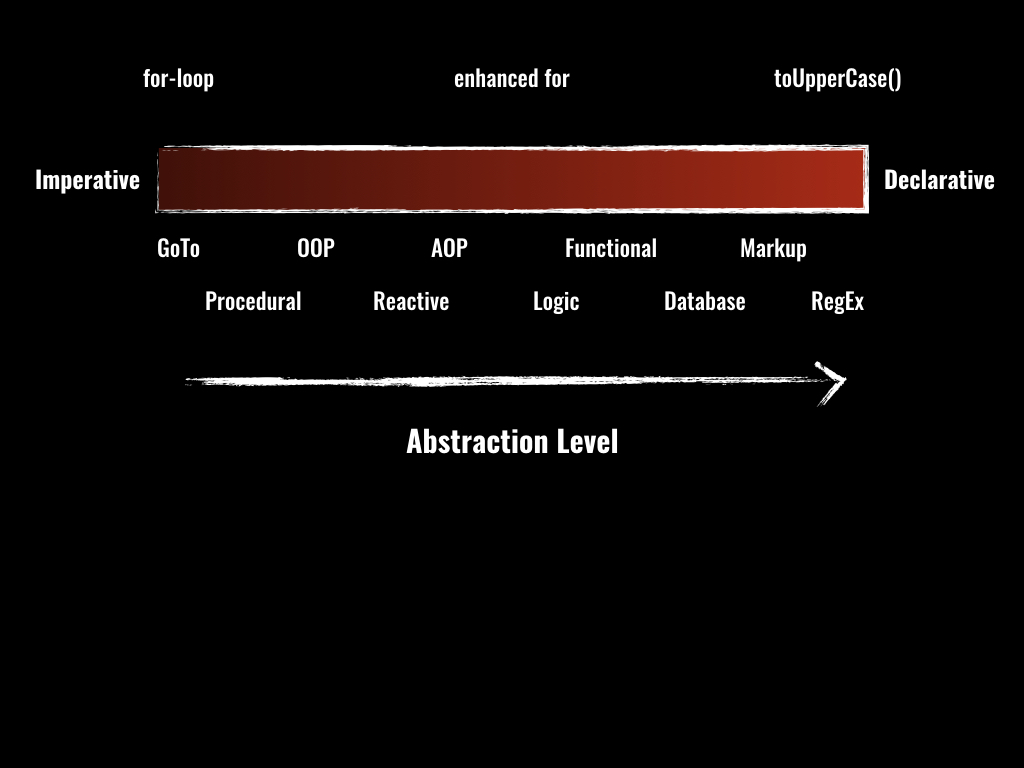 for-loop enhanced for toUpperCase()
Imperative Declarative
GoTo OOP AOP Functional Markup
Procedural Reactive Logic Database RegEx
Abstraction Level